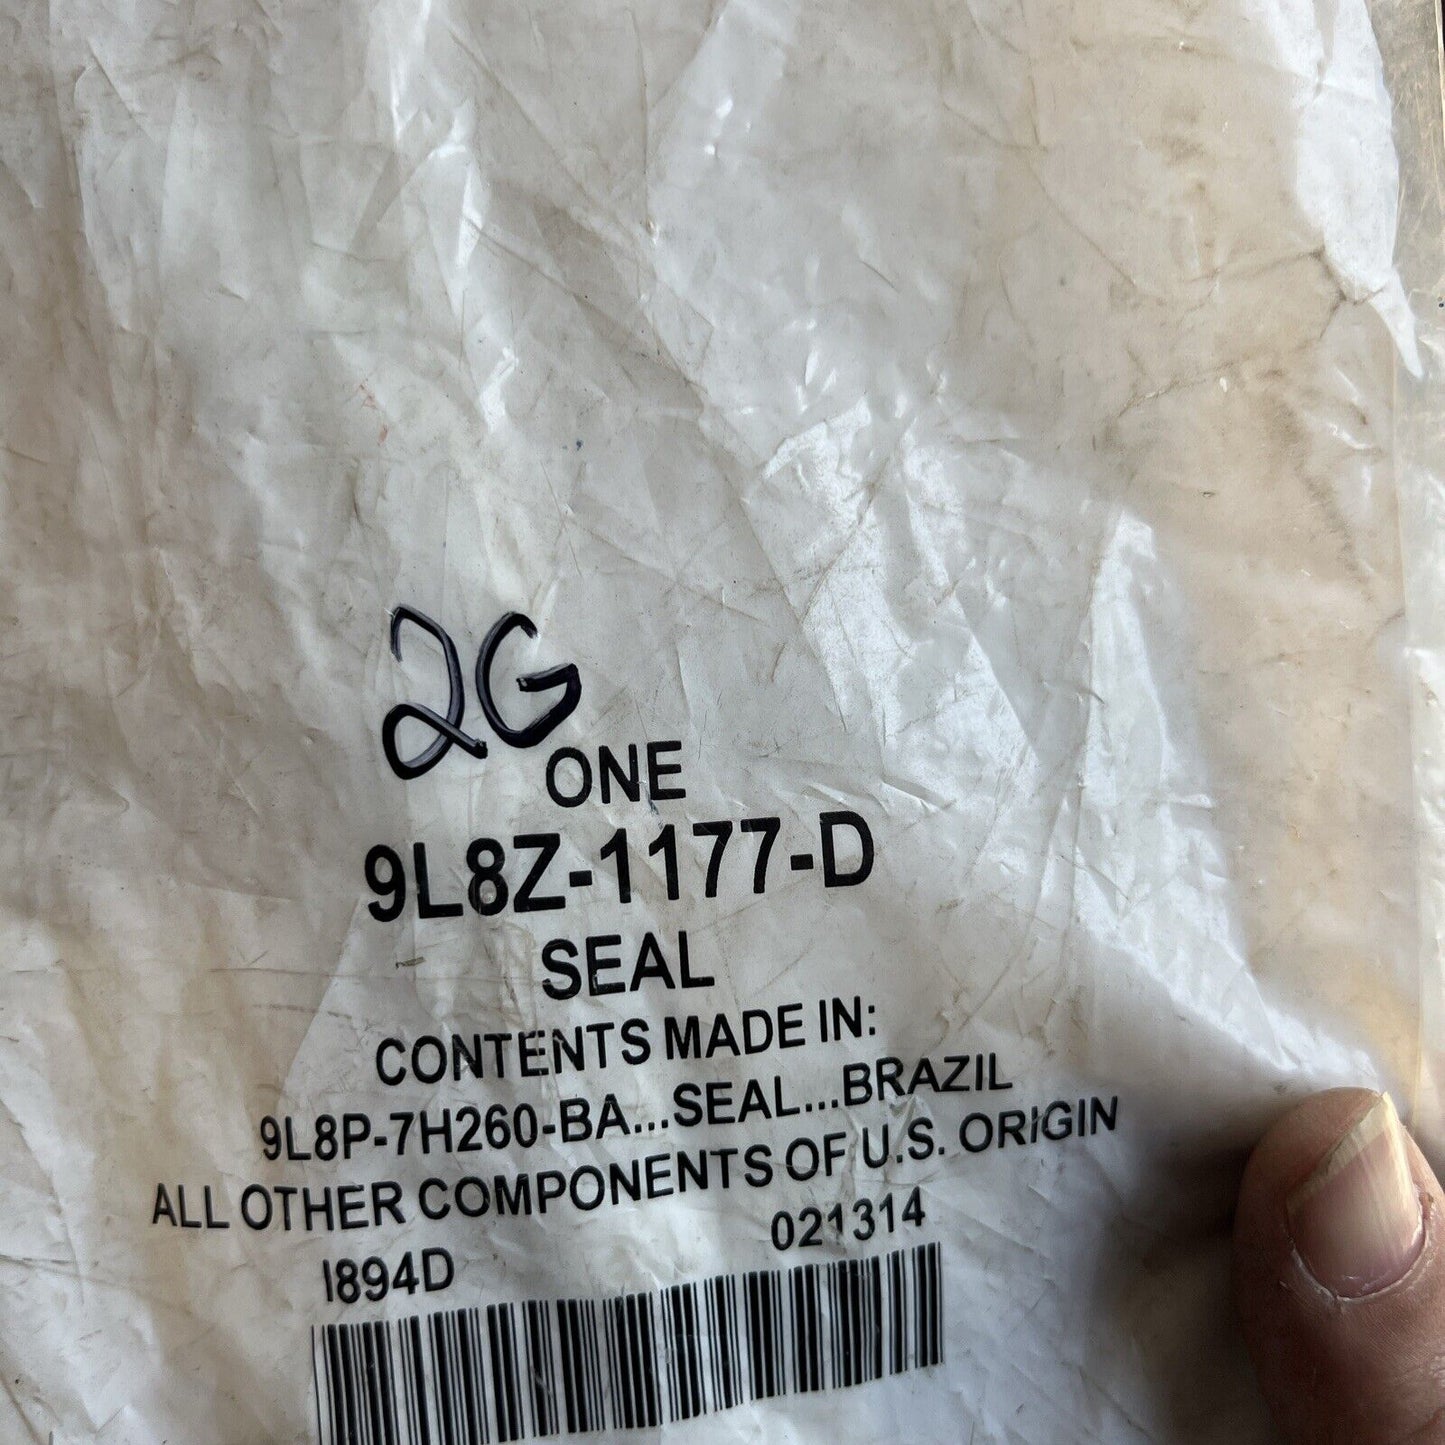 2G
ONE
9L8Z-1177-D
SEAL
CONTENTS MADE IN:
9L8P-7H260-BA...SEAL...BRAZIL
ALL OTHER COMPONENTS OF U.S. ORIGIN
I894D 021314